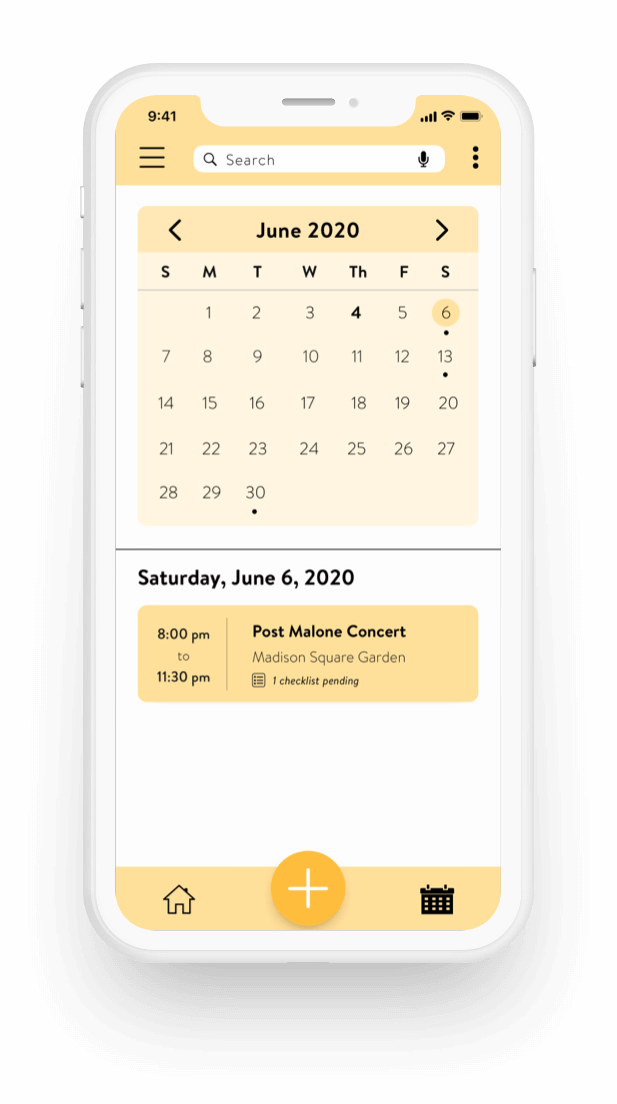 9:41
Search
June 2020
S M T W Th F S
1 2 3 4 5 6
7 8 9 10 11 12 13
14 15 16 17 18 19 20
21 22 23 24 25 26 27
28 29 30
Saturday, June 6, 2020
8:00 pm
to
11:30 pm
Post Malone Concert
Madison Square Garden
1 checklist pending